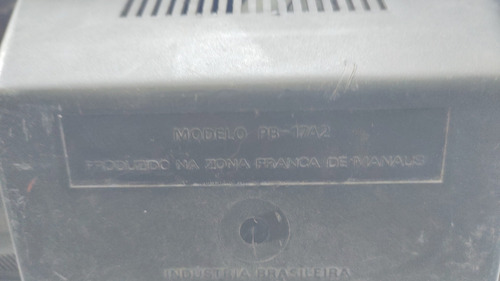 MODELO PB-17A2
PRODUZIDO NA ZONA FRANCA DE MANAUS
INDÚSTRIA BRASILEIRA